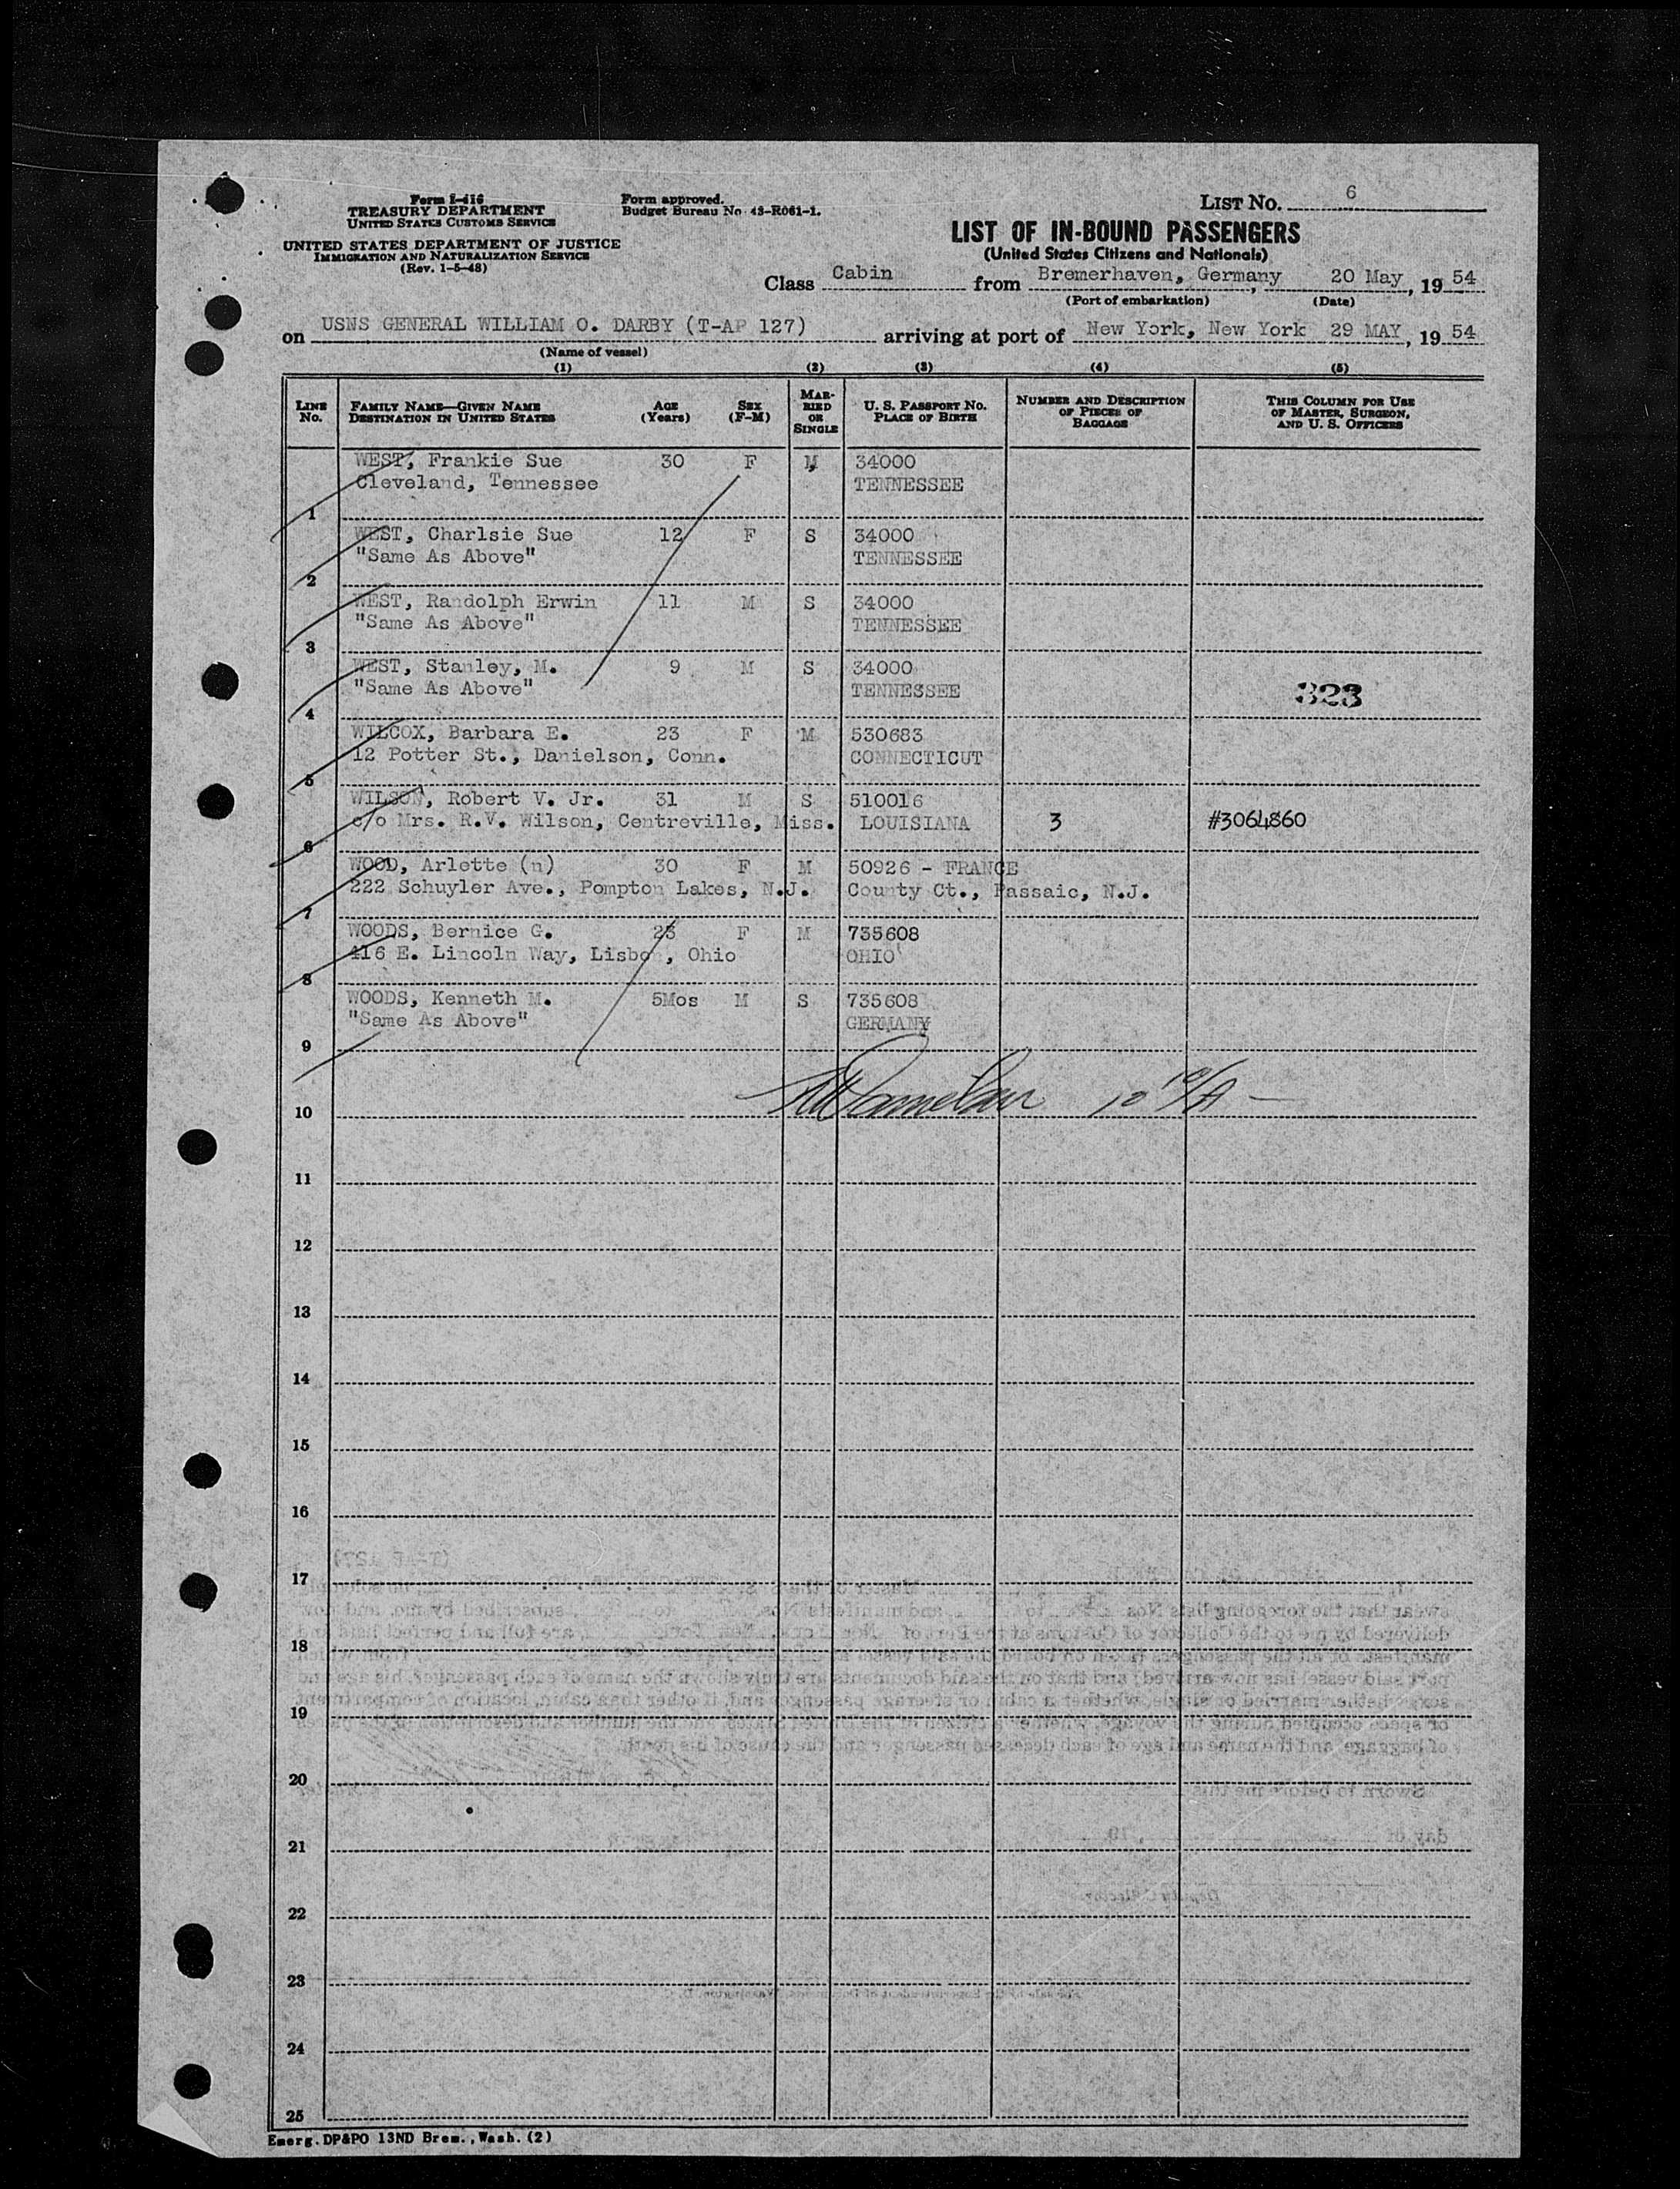 Form I-416
TREASURY DEPARTMENT
UNITED STATES CUSTOMS SERVICE
UNITED STATES DEPARTMENT OF JUSTICE
IMMIGRATION AND NATURALIZATION SERVICE
(Rev. 1-5-48)
Form approved.
Budget Bureau No. 43-R061-1.
LIST NO. 6
LIST OF IN-BOUND PASSENGERS
(United States Citizens and Nationals)
Class Cabin from Bremerhaven, Germany, 20 May, 1954
(Port of embarkation) (Date)
on USNS GENERAL WILLIAM O. DARBY (T-AP 127) arriving at port of New York, New York 29 MAY, 1954
(Name of vessel)
(1) (2) (3) (4) (5)
LINE NO.
FAMILY NAME—GIVEN NAME
DESTINATION IN UNITED STATES
AGE (Years)
SEX (F-M)
MARRIED OR SINGLE
U. S. PASSPORT NO.
PLACE OF BIRTH
NUMBER AND DESCRIPTION OF PIECES OF BAGGAGE
THIS COLUMN FOR USE OF MASTER, SURGEON, AND U. S. OFFICERS
WEST, Frankie Sue 30 F M 34000
Cleveland, Tennessee TENNESSEE
1
WEST, Charlsie Sue 12 F S 34000
"Same As Above" TENNESSEE
2
WEST, Randolph Erwin 11 M S 34000
"Same As Above" TENNESSEE
3
WEST, Stanley, M. 9 M S 34000
"Same As Above" TENNESSEE 323
4
WILCOX, Barbara E. 23 F M 530683
12 Potter St., Danielson, Conn. CONNECTICUT
5
WILSON, Robert V. Jr. 31 M S 510016
c/o Mrs. R.V. Wilson, Centreville, Miss. LOUISIANA 3 #3064860
6
WOOD, Arlette (n) 30 F M 50926 - FRANCE
222 Schuyler Ave., Pompton Lakes, N.J. County Ct., Passaic, N.J.
7
WOODS, Bernice G. 23 F M 735608
416 E. Lincoln Way, Lisbon, Ohio OHIO
8
WOODS, Kenneth M. 5Mos M S 735608
"Same As Above" GERMANY
9
10
11
12
13
14
15
16
17
18
19
20
21
22
23
24
25
Emerg. DP&PO 13ND Brem., Wash. (2)